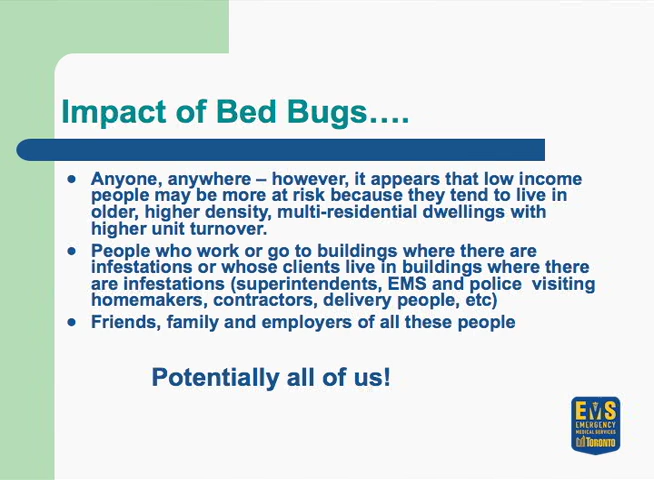 Impact of Bed Bugs….
Anyone, anywhere – however, it appears that low income
people may be more at risk because they tend to live in
older, higher density, multi-residential dwellings with
higher unit turnover.
People who work or go to buildings where there are
infestations or whose clients live in buildings where there
are infestations (superintendents, EMS and police visiting
homemakers, contractors, delivery people, etc)
Friends, family and employers of all these people
Potentially all of us!
EMS
EMERGENCY
MEDICAL SERVICES
TORONTO